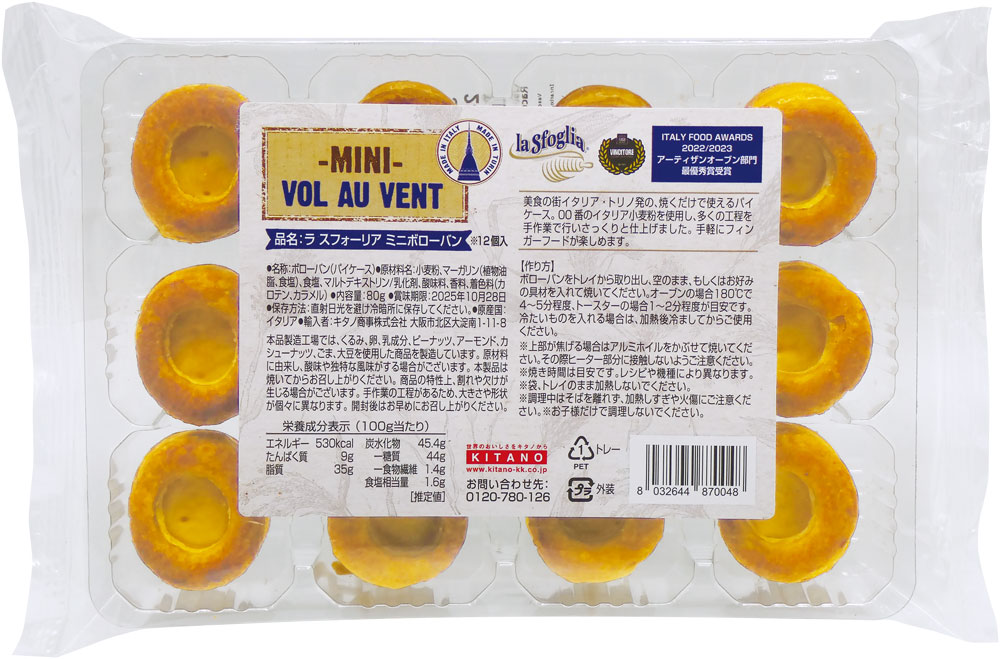 -MINI-
VOL AU VENT
MADE IN ITALY
MADE IN TURIN
la Sfoglia
VINCITORE
ITALY FOOD AWARDS
2022/2023
アーティザンオーブン部門
最優秀賞受賞
品名:ラ スフォーリア ミニボローバン
※12個入
美食の街イタリア・トリノ発の、焼くだけで使えるパイ
ケース。00番のイタリア小麦粉を使用し、多くの工程を
手作業で行いさっくりと仕上げました。手軽にフィン
ガーフードが楽しめます。
●名称:ボローバン(パイケース)●原材料名:小麦粉、マーガリン(植物油
脂、食塩)、食塩、マルトデキストリン/乳化剤、酸味料、香料、着色料(カ
ロテン、カラメル) ●内容量:80g ●賞味期限:2025年10月28日
●保存方法:直射日光を避け冷暗所に保存してください。●原産国:
イタリア●輸入者:キタノ商事株式会社 大阪市北区大淀南1-11-8
本品製造工場では、くるみ、卵、乳成分、ピーナッツ、アーモンド、カ
シューナッツ、ごま、大豆を使用した商品を製造しています。原材料
に由来し、酸味や独特な風味がする場合がございます。本製品は
焼いてからお召し上がりください。商品の特性上、割れや欠けが
生じる場合がございます。手作業の工程があるため、大きさや形状
が個々に異なります。開封後はお早めにお召し上がりください。
【作り方】
ボローバンをトレイから取り出し、空のまま、もしくはお好み
の具材を入れて焼いてください。オーブンの場合180℃で
4〜5分程度、トースターの場合1〜2分程度が目安です。
冷たいものを入れる場合は、加熱後冷ましてからご使用
ください。
※上部が焦げる場合はアルミホイルをかぶせて焼いてくだ
さい。その際ヒーター部分に接触しないようご注意ください。
※焼き時間は目安です。レシピや機種により異なります。
※袋、トレイのまま加熱しないでください。
※調理中はそばを離れず、加熱しすぎや火傷にご注意くだ
さい。※お子様だけで調理しないでください。
栄養成分表示(100g当たり)
エネルギー 530kcal 炭水化物 45.4g
たんぱく質 9g ー糖質 44g
脂質 35g ー食物繊維 1.4g
食塩相当量 1.6g
[推定値]
世界のおいしさをキタノから
KITANO
www.kitano-kk.co.jp
お問い合わせ先:
0120-780-126
1
PET
トレー
プラ
外装
8 032644 870048